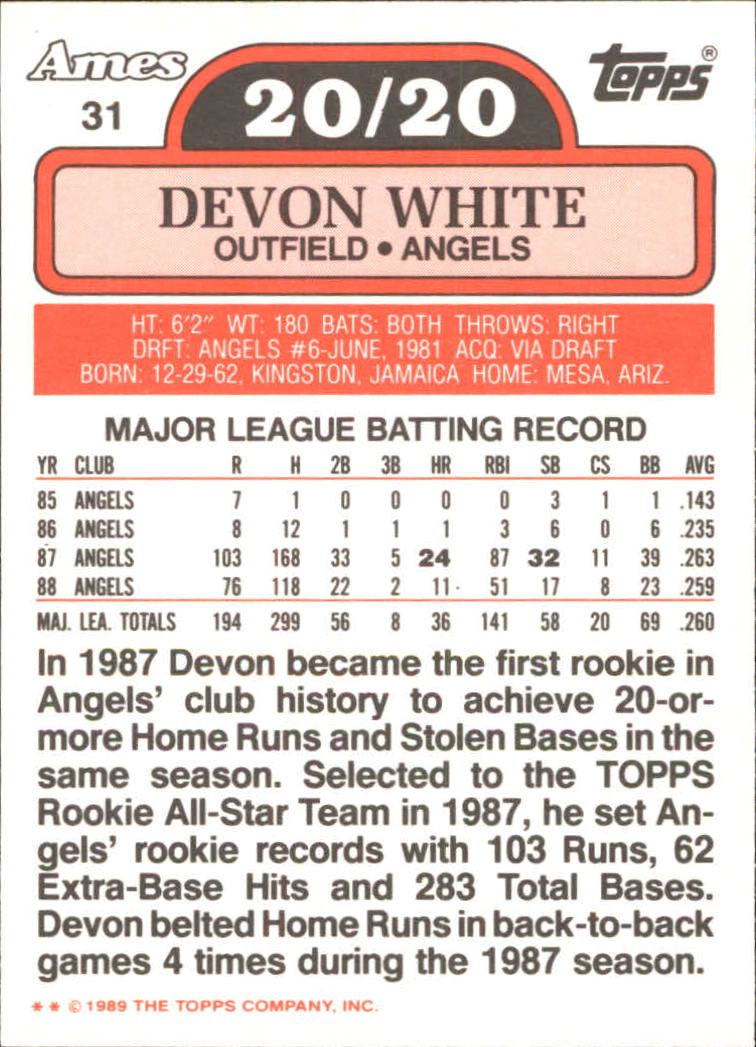 Ames
31
20/20
TOPPS®
DEVON WHITE
OUTFIELD • ANGELS
HT: 6'2" WT: 180 BATS: BOTH THROWS: RIGHT
DRFT: ANGELS #6-JUNE, 1981 ACQ: VIA DRAFT
BORN: 12-29-62, KINGSTON, JAMAICA HOME: MESA, ARIZ.
MAJOR LEAGUE BATTING RECORD
YR CLUB R H 2B 3B HR RBI SB CS BB AVG
85 ANGELS 7 1 0 0 0 0 3 1 1 .143
86 ANGELS 8 12 1 1 1 3 6 0 6 .235
87 ANGELS 103 168 33 5 24 87 32 11 39 .263
88 ANGELS 76 118 22 2 11 51 17 8 23 .259
MAJ. LEA. TOTALS 194 299 56 8 36 141 58 20 69 .260
In 1987 Devon became the first rookie in
Angels' club history to achieve 20-or-
more Home Runs and Stolen Bases in the
same season. Selected to the TOPPS
Rookie All-Star Team in 1987, he set An-
gels' rookie records with 103 Runs, 62
Extra-Base Hits and 283 Total Bases.
Devon belted Home Runs in back-to-back
games 4 times during the 1987 season.
** © 1989 THE TOPPS COMPANY, INC.